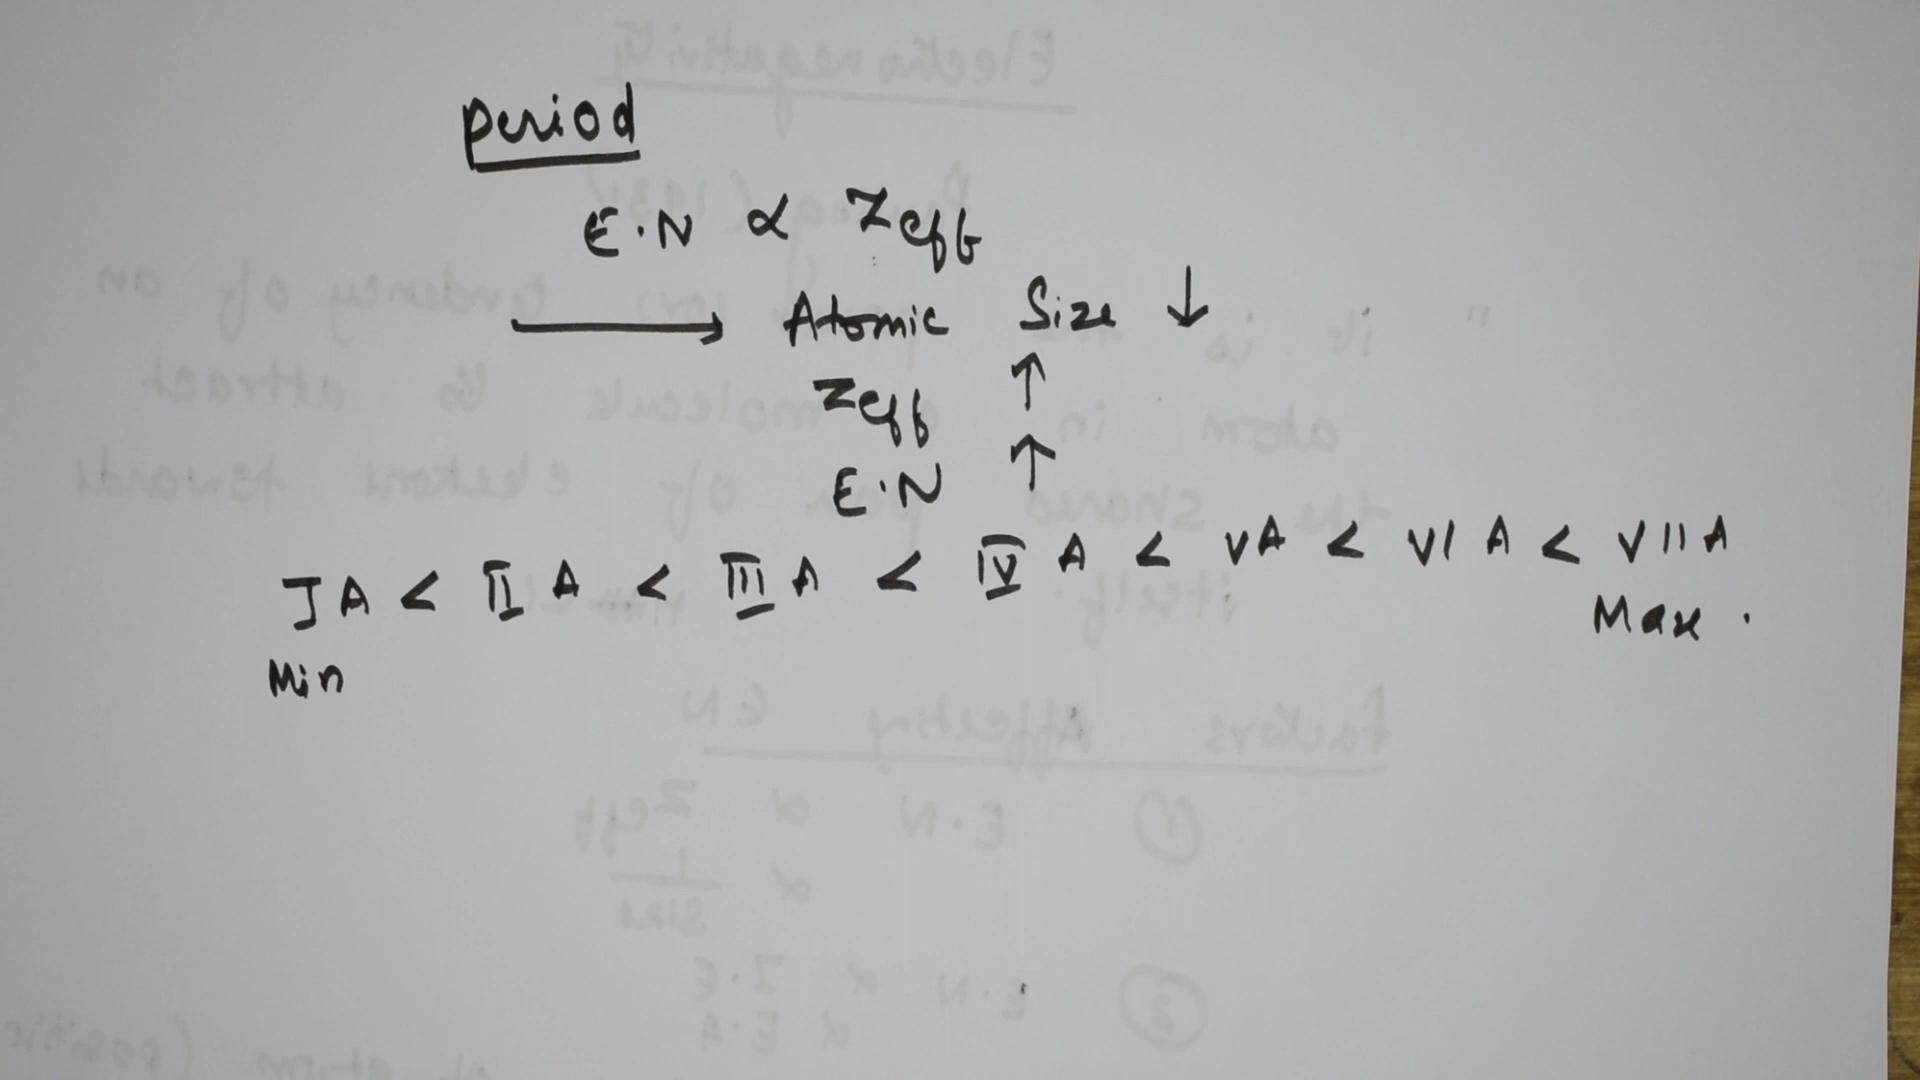 period
E.N α Zeff
→ Atomic Size ↓
Zeff ↑
E.N ↑
IA < II A < III A < IV A < VA < VI A < VII A
Min Max .